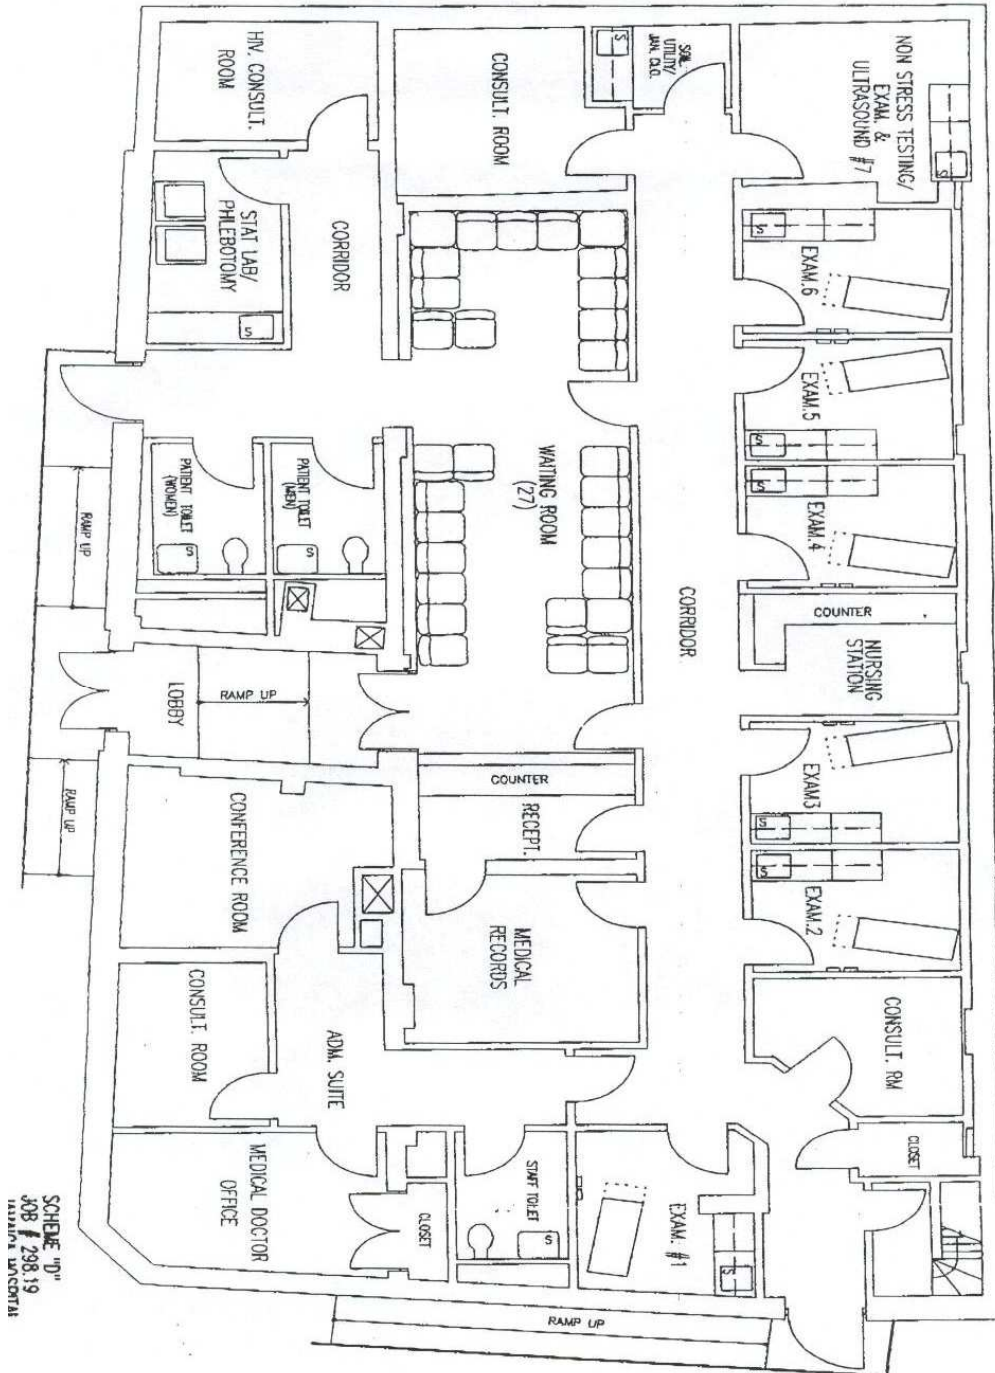 HIV. CONSULT.
ROOM
CONSULT. ROOM
SOIL
UTILITY/
JAN. CLO.
NON STRESS TESTING/
EXAM. &
ULTRASOUND #7
S
S
STAT LAB/
PHLEBOTOMY
S
CORRIDOR
S
EXAM.6
EXAM.5
S
S
EXAM.4
WAITING ROOM
(27)
PATIENT TOILET
(WOMEN)
S
PATIENT TOILET
(MEN)
S
RAMP UP
CORRIDOR
COUNTER
NURSING
STATION
LOBBY
RAMP UP
RAMP UP
COUNTER
RECEPT.
EXAM3
S
S
EXAM.2
CONFERENCE ROOM
MEDICAL
RECORDS
CONSULT. ROOM
ADM. SUITE
CONSULT. RM
CLOSET
MEDICAL DOCTOR
OFFICE
CLOSET
STAFF TOILET
S
EXAM. #1
S
RAMP UP
SCHEME "D"
JOB # 298.19